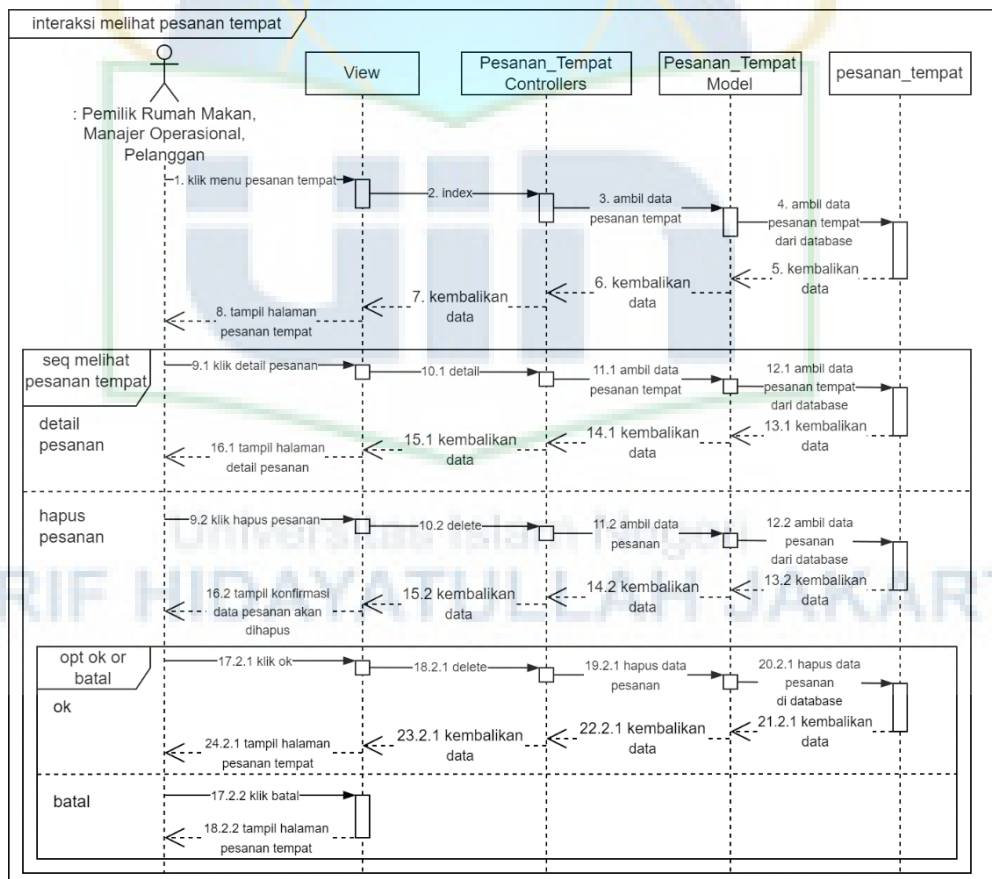 interaksi melihat pesanan tempat
View
Pesanan_Tempat
Controllers
Pesanan_Tempat
Model
pesanan_tempat
: Pemilik Rumah Makan,
Manajer Operasional,
Pelanggan
1. klik menu pesanan tempat
2. index
3. ambil data
pesanan tempat
4. ambil data
pesanan tempat
dari database
5. kembalikan
data
6. kembalikan
data
7. kembalikan
data
8. tampil halaman
pesanan tempat
seq melihat
pesanan tempat
detail
pesanan
9.1 klik detail pesanan
10.1 detail
11.1 ambil data
pesanan tempat
12.1 ambil data
pesanan tempat
dari database
13.1 kembalikan
data
14.1 kembalikan
data
15.1 kembalikan
data
16.1 tampil halaman
detail pesanan
hapus
pesanan
9.2 klik hapus pesanan
10.2 delete
11.2 ambil data
pesanan
12.2 ambil data
pesanan
dari database
13.2 kembalikan
data
14.2 kembalikan
data
15.2 kembalikan
data
16.2 tampil konfirmasi
data pesanan akan
dihapus
opt ok or
batal
ok
17.2.1 klik ok
18.2.1 delete
19.2.1 hapus data
pesanan
20.2.1 hapus data
pesanan
di database
21.2.1 kembalikan
data
22.2.1 kembalikan
data
23.2.1 kembalikan
data
24.2.1 tampil halaman
pesanan tempat
batal
17.2.2 klik batal
18.2.2 tampil halaman
pesanan tempat
uin
Universitas Islam Negeri
RIF HIDAYATULLAH JAKART